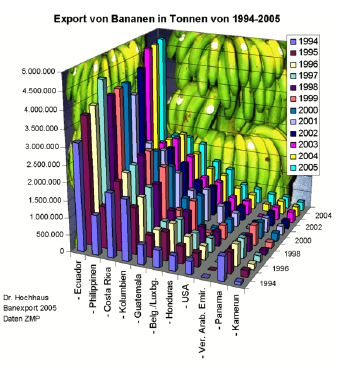 Export von Bananen in Tonnen von 1994-2005
1994
1995
1996
1997
1998
1999
2000
2001
2002
2003
2004
2005
5.000.000
4.500.000
4.000.000
3.500.000
3.000.000
2.500.000
2.000.000
1.500.000
1.000.000
500.000
0
2004
2002
2000
1998
1996
1994
- Ecuador
- Philippinen
- Costa Rica
- Kolumbien
- Guatemala
- Belg./Luxbg.
- Honduras
- USA
- Ver. Arab. Emir.
- Panama
- Kamerun
Dr. Hochhaus
Banexport 2005
Daten ZMP